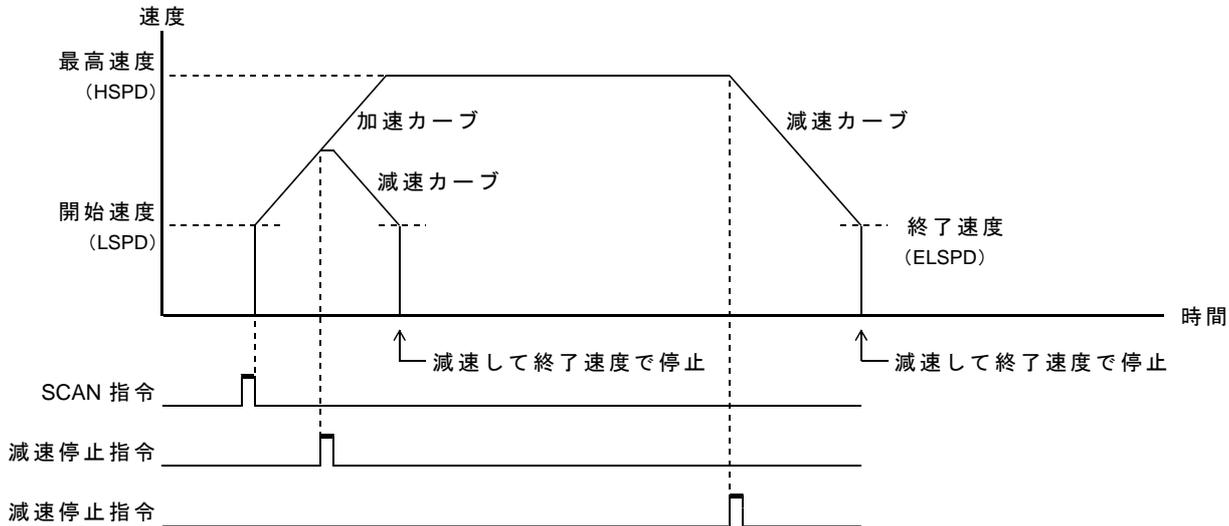 速度
最高速度
（HSPD）
加速カーブ
減速カーブ
減速カーブ
開始速度
（LSPD）
終了速度
（ELSPD）
時間
減速して終了速度で停止
減速して終了速度で停止
SCAN 指令
減速停止指令
減速停止指令